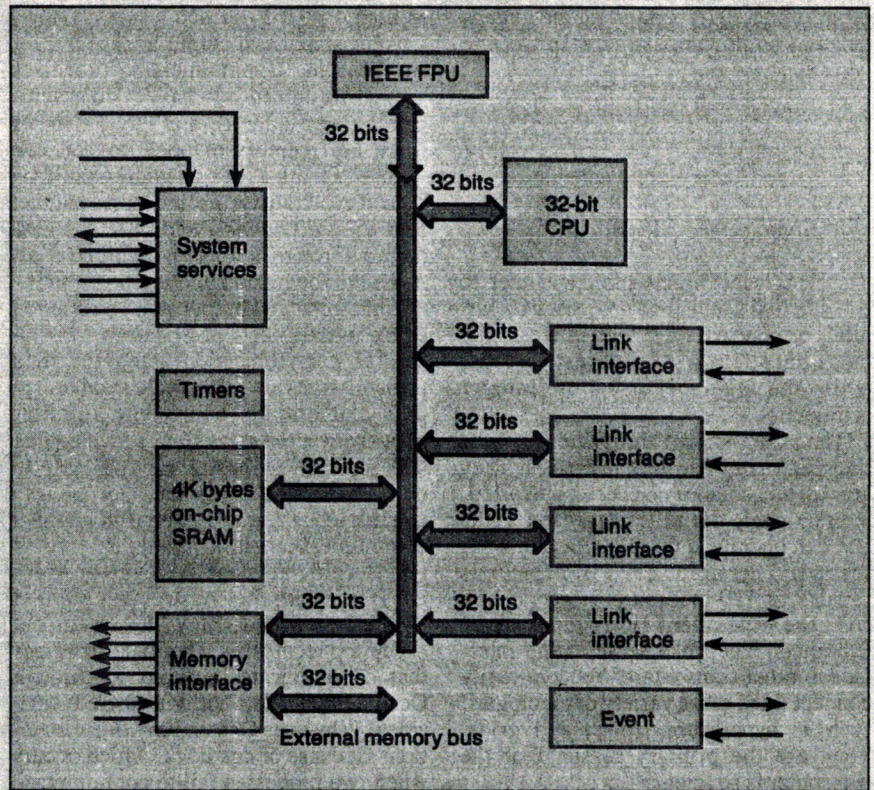 IEEE FPU
32 bits
32 bits
32-bit
CPU
System
services
32 bits
Link
interface
Timers
32 bits
Link
interface
32 bits
4K bytes
on-chip
SRAM
32 bits
Link
interface
32 bits
32 bits
Link
interface
Memory
interface
32 bits
External memory bus
Event